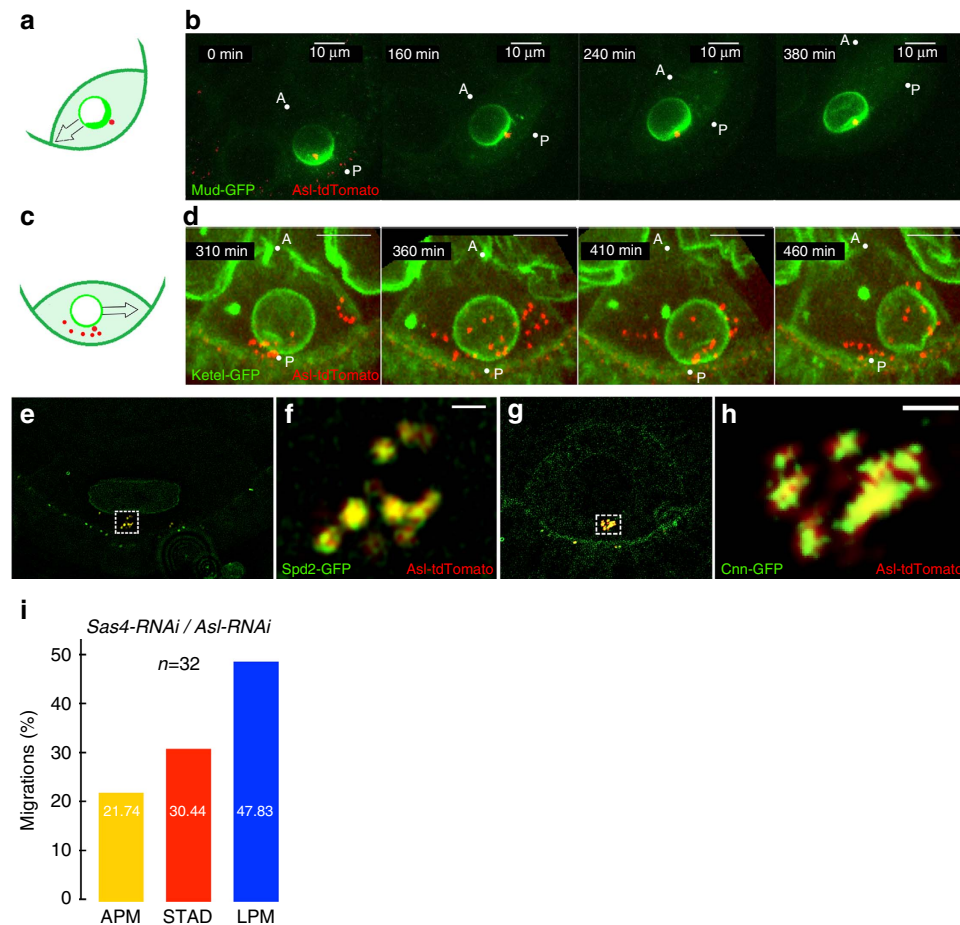 a
b
0 min
10 μm
A
P
Mud-GFP
Asl-tdTomato
160 min
10 μm
A
P
240 min
10 μm
A
P
380 min
10 μm
A
P
c
d
310 min
A
P
Ketel-GFP
Asl-tdTomato
360 min
A
P
410 min
A
P
460 min
A
P
e
f
Spd2-GFP
Asl-tdTomato
g
h
Cnn-GFP
Asl-tdTomato
i
Sas4-RNAi / Asl-RNAi
n=32
Migrations (%)
50
40
30
20
10
0
21.74
30.44
47.83
APM
STAD
LPM